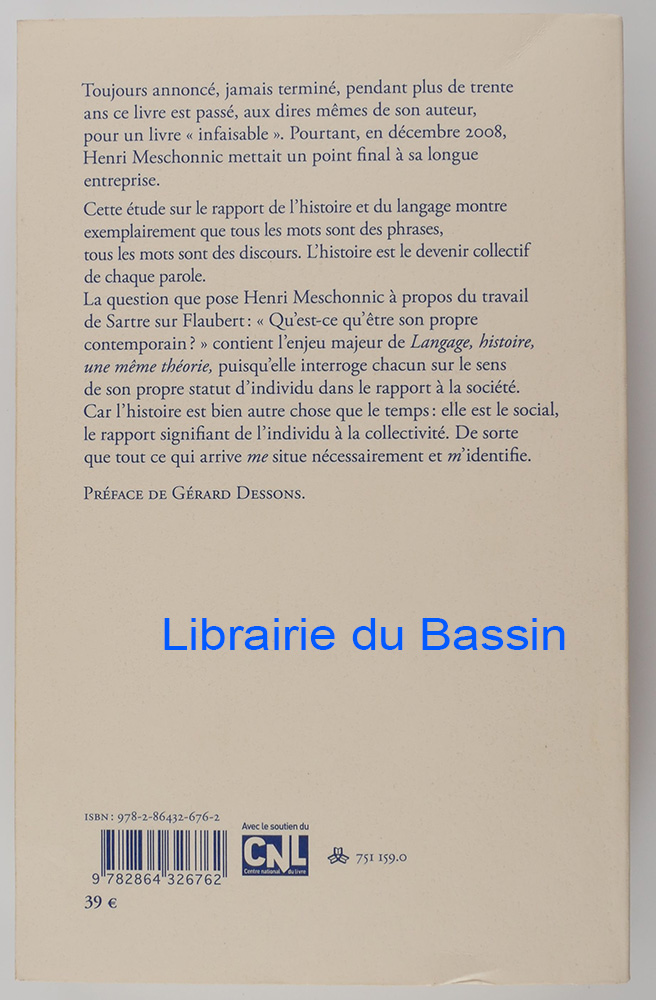 Toujours annoncé, jamais terminé, pendant plus de trente
ans ce livre est passé, aux dires mêmes de son auteur,
pour un livre « infaisable ». Pourtant, en décembre 2008,
Henri Meschonnic mettait un point final à sa longue
entreprise.
Cette étude sur le rapport de l'histoire et du langage montre
exemplairement que tous les mots sont des phrases,
tous les mots sont des discours. L'histoire est le devenir collectif
de chaque parole.
La question que pose Henri Meschonnic à propos du travail
de Sartre sur Flaubert : « Qu'est-ce qu'être son propre
contemporain ? » contient l'enjeu majeur de Langage, histoire,
une même théorie, puisqu'elle interroge chacun sur le sens
de son propre statut d'individu dans le rapport à la société.
Car l'histoire est bien autre chose que le temps : elle est le social,
le rapport signifiant de l'individu à la collectivité. De sorte
que tout ce qui arrive me situe nécessairement et m'identifie.
Préface de Gérard Dessons.
Librairie du Bassin
ISBN : 978-2-86432-676-2
9 782864 326762
39 €
Avec le soutien du
CNL
Centre national du livre
751 159.0